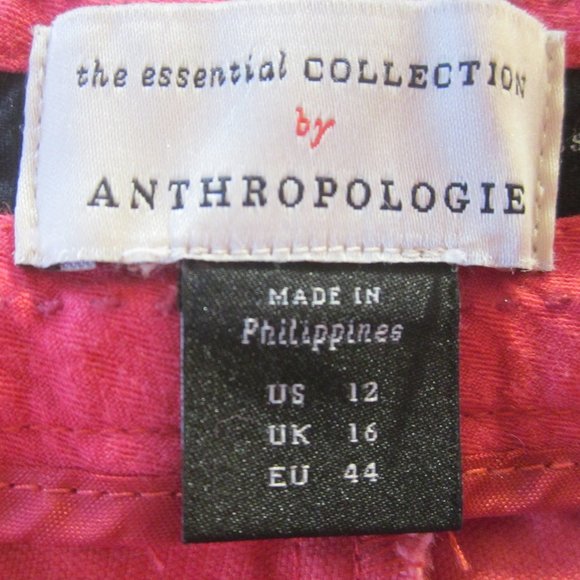 the essential COLLECTION
by
ANTHROPOLOGIE
MADE IN
Philippines
US 12
UK 16
EU 44